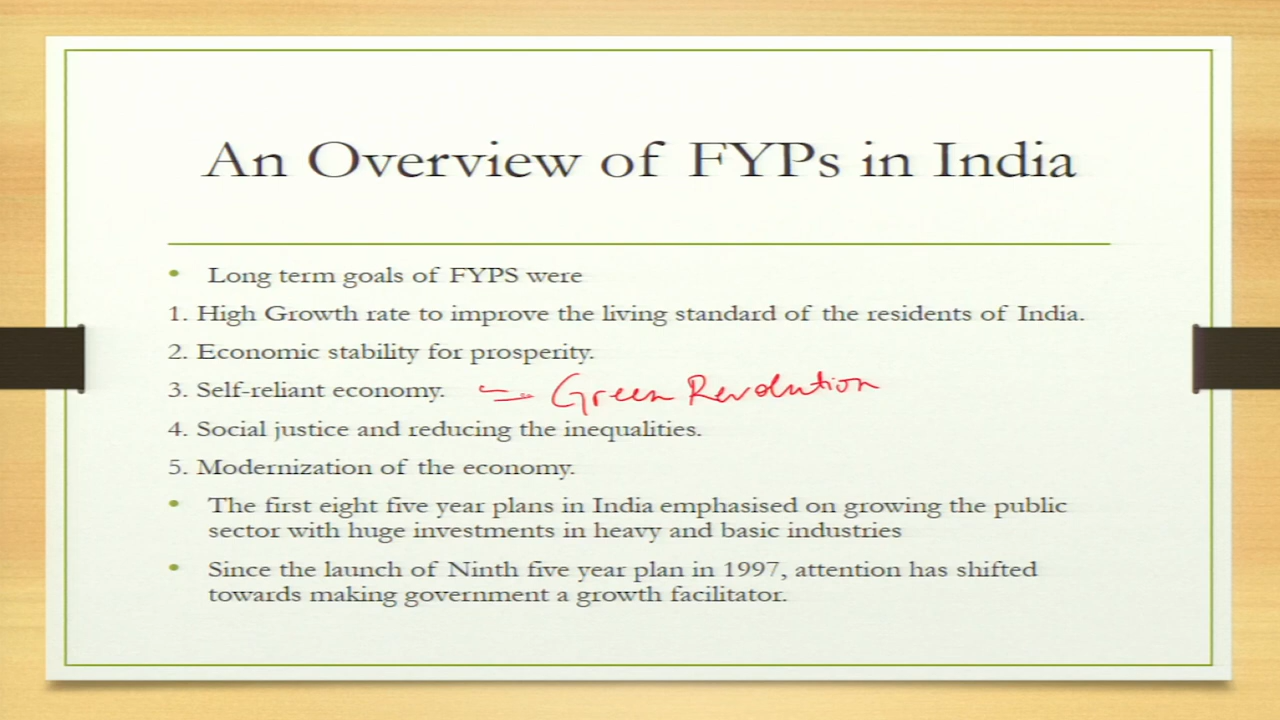 An Overview of FYPs in India
• Long term goals of FYPS were
1. High Growth rate to improve the living standard of the residents of India.
2. Economic stability for prosperity.
3. Self-reliant economy. Green Revolution
4. Social justice and reducing the inequalities.
5. Modernization of the economy.
• The first eight five year plans in India emphasised on growing the public
sector with huge investments in heavy and basic industries
• Since the launch of Ninth five year plan in 1997, attention has shifted
towards making government a growth facilitator.